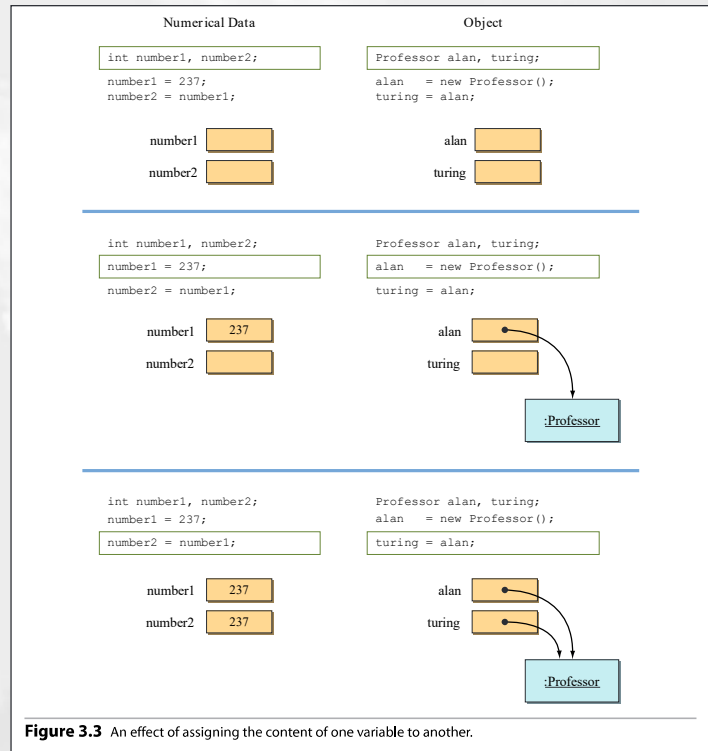 Numerical Data Object
int number1, number2; Professor alan, turing;
number1 = 237; alan   = new Professor();
number2 = number1; turing = alan;
number1 alan
number2 turing
int number1, number2; Professor alan, turing;
number1 = 237; alan   = new Professor();
number2 = number1; turing = alan;
number1 237 alan
number2 turing
:Professor
int number1, number2; Professor alan, turing;
number1 = 237; alan   = new Professor();
number2 = number1; turing = alan;
number1 237 alan
number2 237 turing
:Professor
Figure 3.3 An effect of assigning the content of one variable to another.